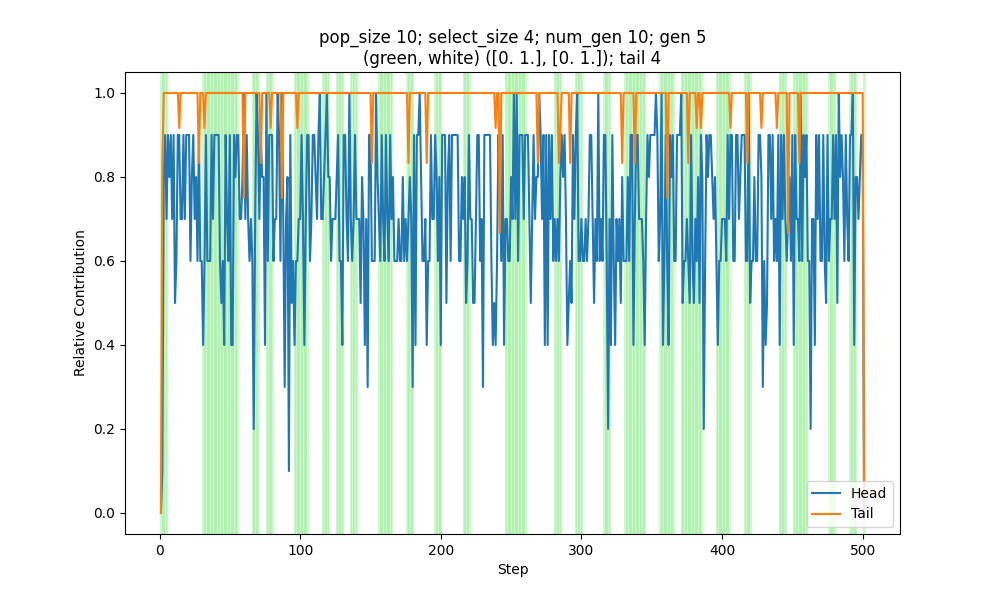 pop_size 10; select_size 4; num_gen 10; gen 5
(green, white) ([0. 1.], [0. 1.]); tail 4
Relative Contribution
1.0
0.8
0.6
0.4
0.2
0.0
Head
Tail
0
100
200
300
400
500
Step